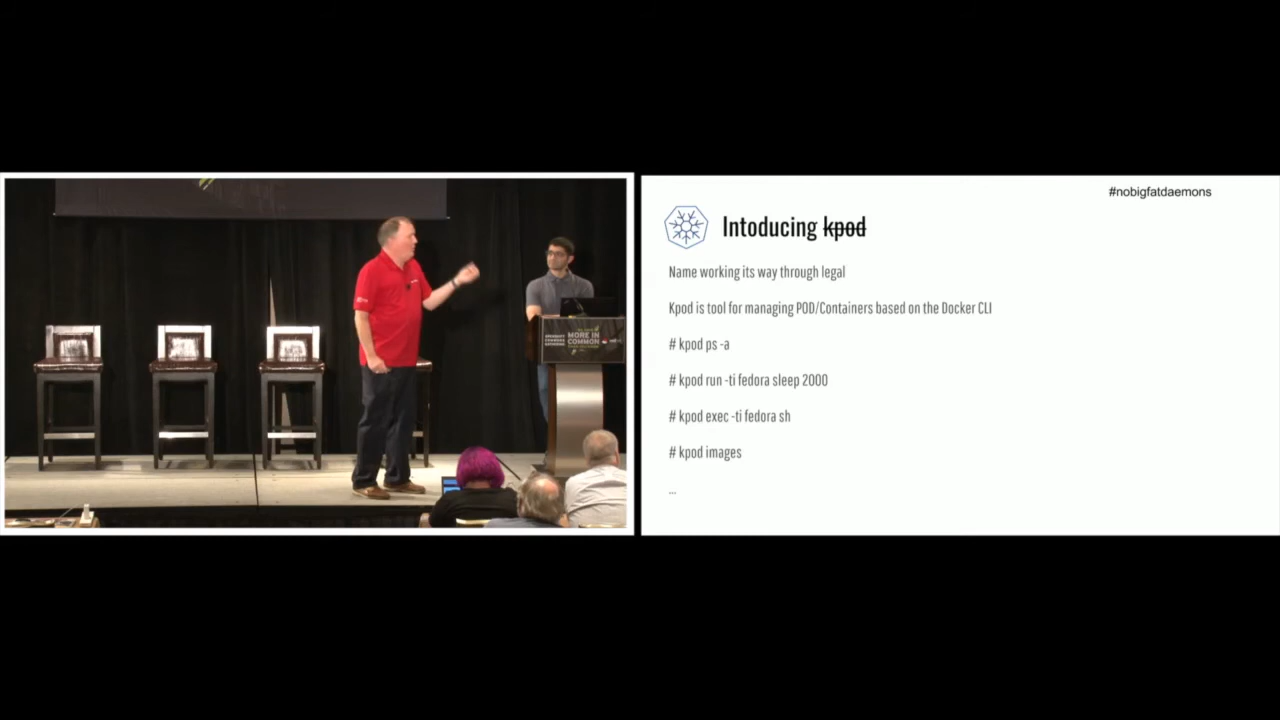 #nobigfatdaemons
Intoducing kpod
Name working its way through legal
Kpod is tool for managing POD/Containers based on the Docker CLI
# kpod ps -a
# kpod run -ti fedora sleep 2000
# kpod exec -ti fedora sh
# kpod images
...
MORE IN
COMMON